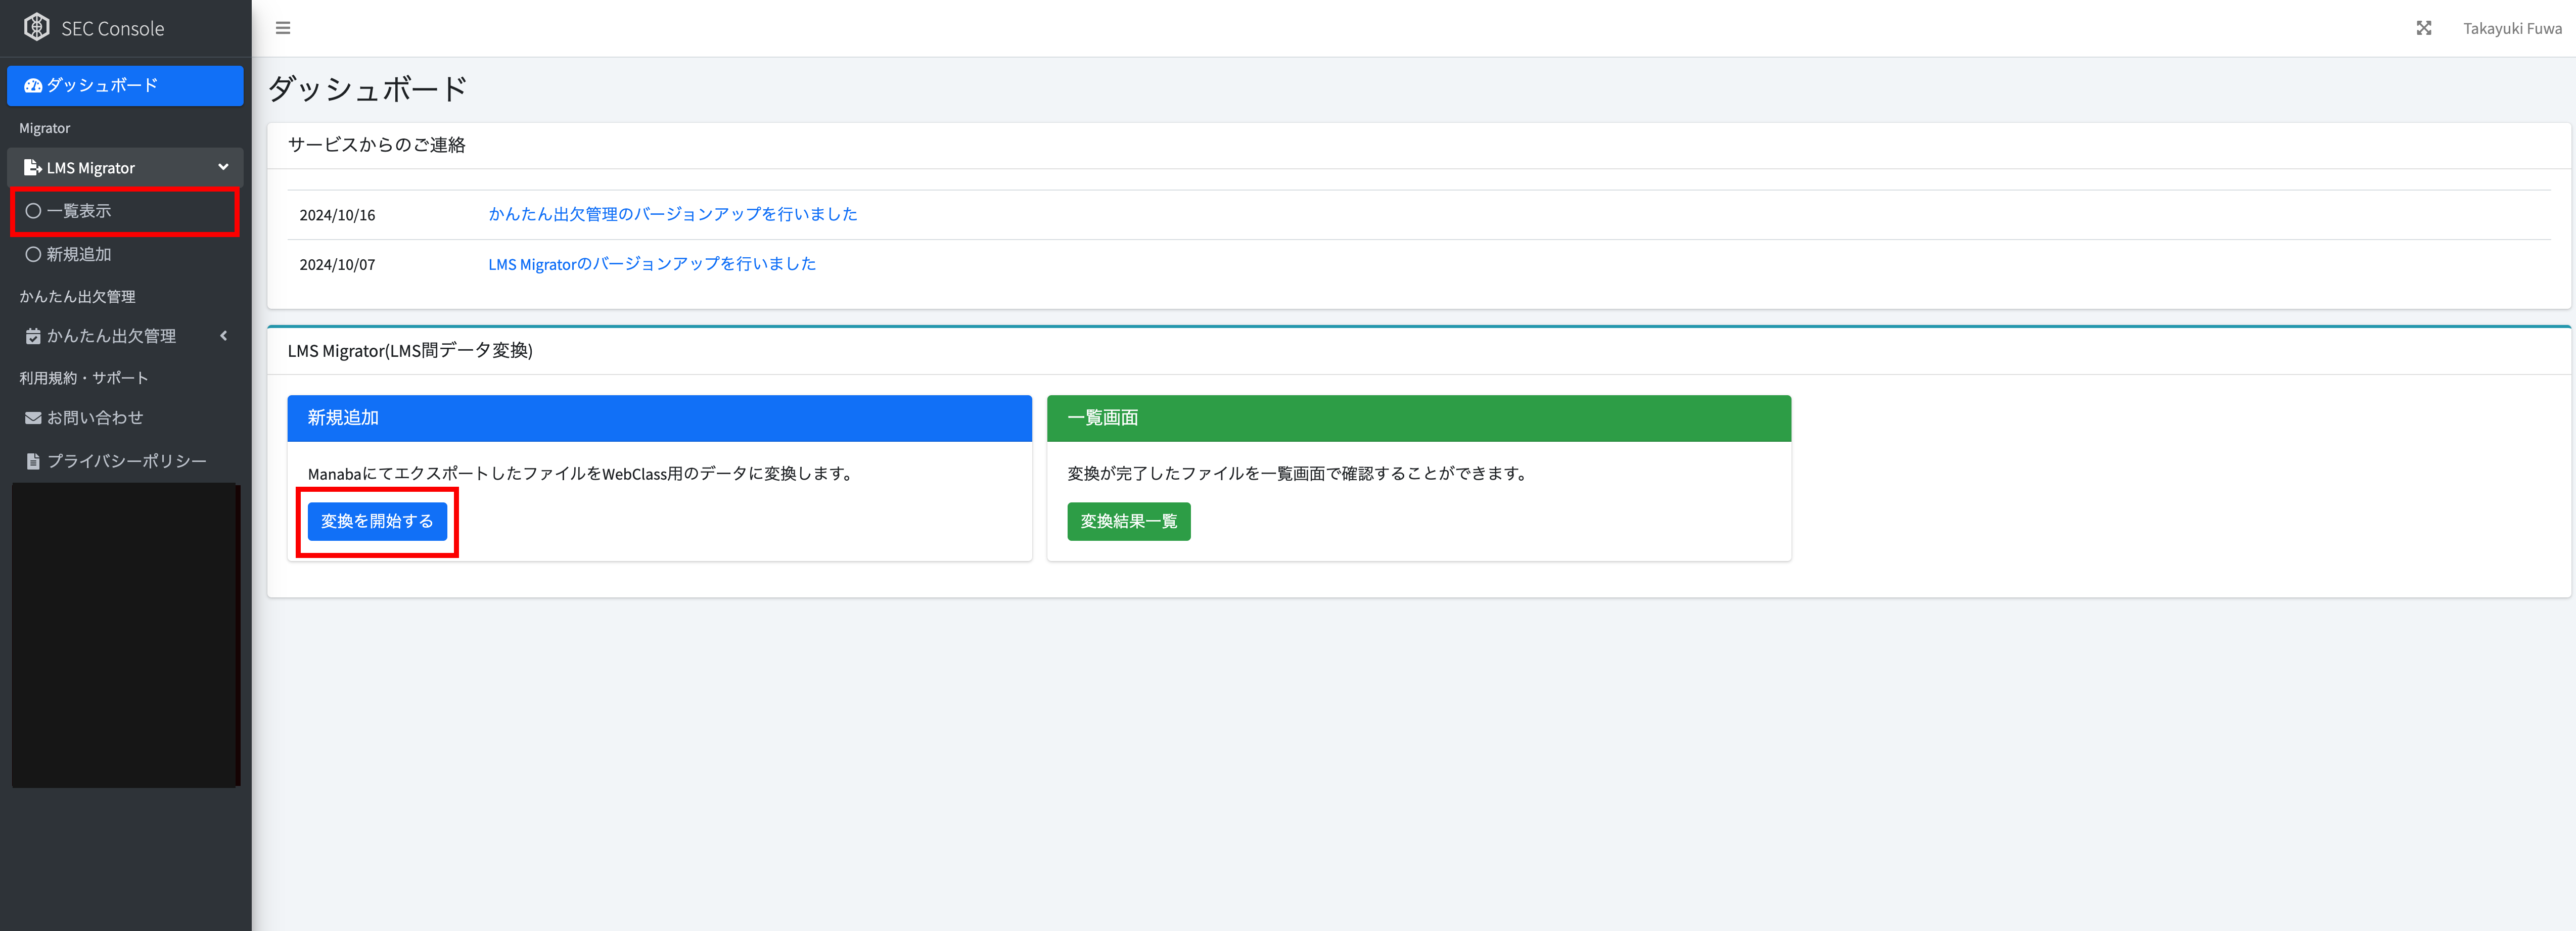 SEC Console
Takayuki Fuwa
ダッシュボード
Migrator
LMS Migrator
一覧表示
新規追加
かんたん出欠管理
かんたん出欠管理
利用規約・サポート
お問い合わせ
プライバシーポリシー
ダッシュボード
サービスからのご連絡
2024/10/16 かんたん出欠管理のバージョンアップを行いました
2024/10/07 LMS Migratorのバージョンアップを行いました
LMS Migrator(LMS間データ変換)
新規追加
ManabaにてエクスポートしたファイルをWebClass用のデータに変換します。
変換を開始する
一覧画面
変換が完了したファイルを一覧画面で確認することができます。
変換結果一覧